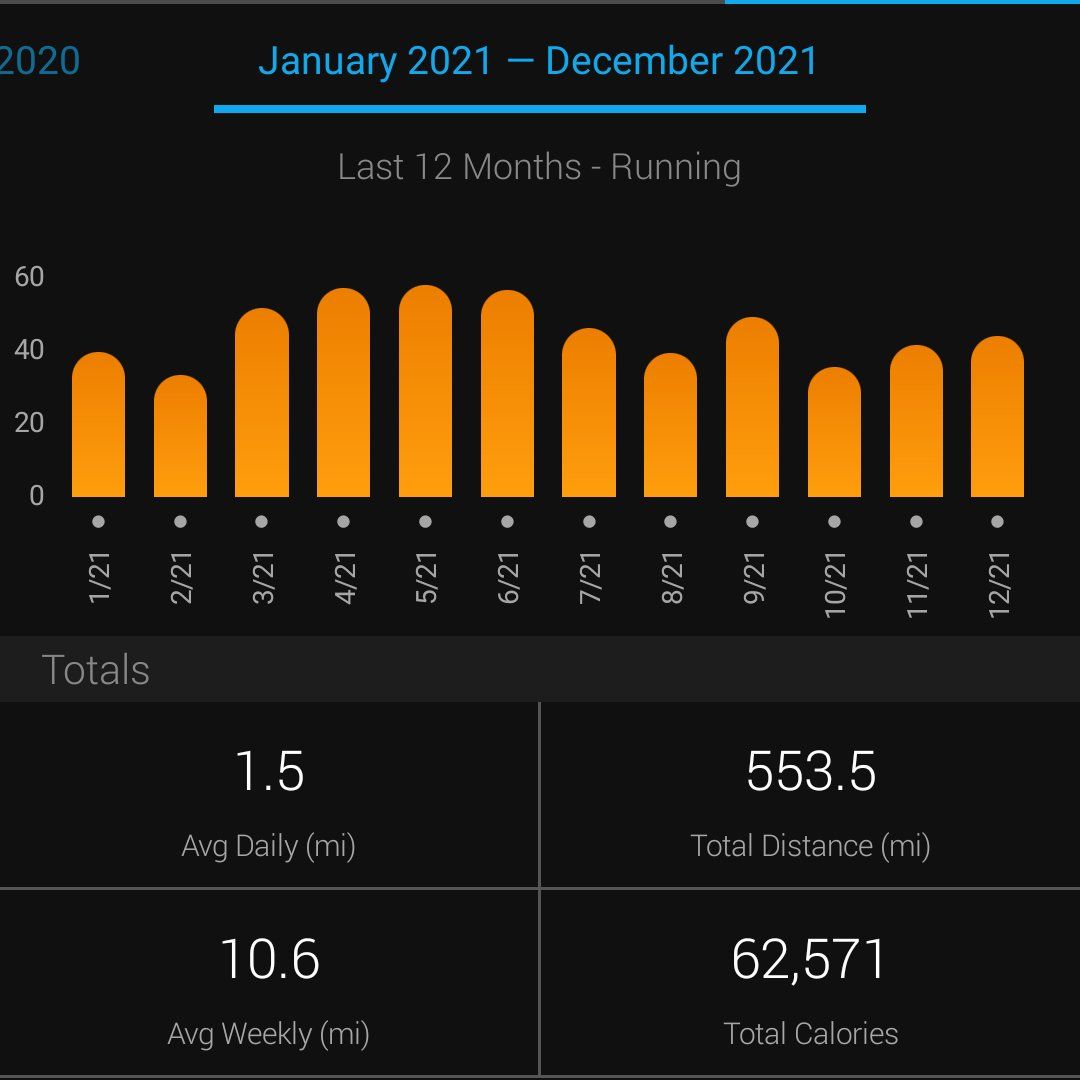 2020
January 2021 — December 2021
Last 12 Months - Running
60
40
20
0
1/21 2/21 3/21 4/21 5/21 6/21 7/21 8/21 9/21 10/21 11/21 12/21
Totals
1.5
Avg Daily (mi)
553.5
Total Distance (mi)
10.6
Avg Weekly (mi)
62,571
Total Calories